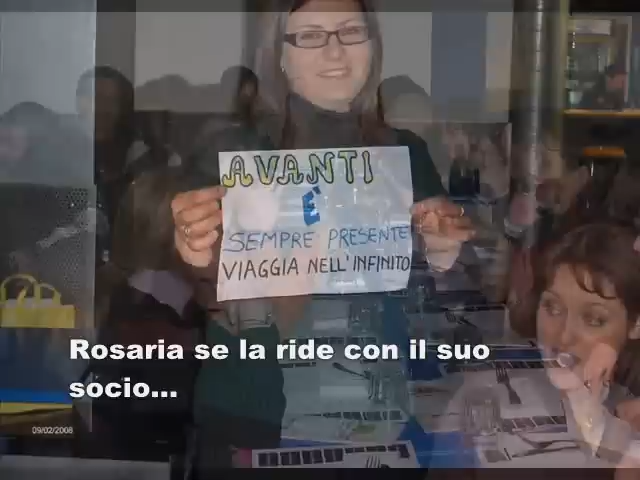 AVANTI
È
SEMPRE PRESENTE
VIAGGIA NELL'INFINITO
Rosaria se la ride con il suo
socio...
09/02/2008